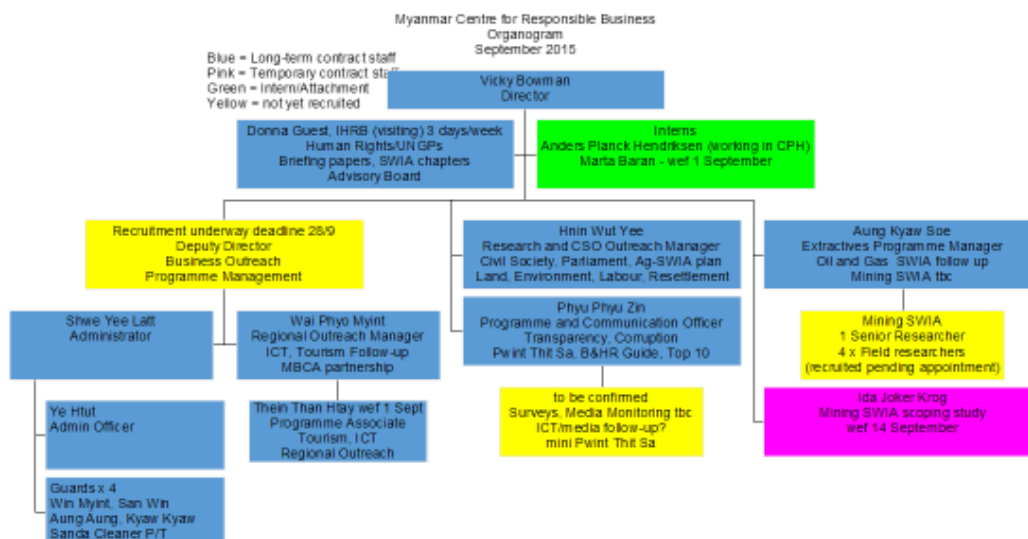 Myanmar Centre for Responsible Business
Organogram
September 2015
Blue = Long-term contract staff
Pink = Temporary contract staff
Green = Intern/Attachment
Yellow = not yet recruited
Vicky Bowman
Director
Donna Guest, IHRB (visiting) 3 days/week
Human Rights/UNGPs
Briefing papers, SWIA chapters
Advisory Board
Interns
Anders Planck Hendriksen (working in CPH)
Marta Baran - wef 1 September
Recruitment underway deadline 28/9
Deputy Director
Business Outreach
Programme Management
Hnin Wut Yee
Research and CSO Outreach Manager
Civil Society, Parliament, Ag-SWIA plan
Land, Environment, Labour, Resettlement
Aung Kyaw Soe
Extractives Programme Manager
Oil and Gas SWIA follow up
Mining SWIA tbc
Shwe Yee Latt
Administrator
Wai Phyo Myint
Regional Outreach Manager
ICT, Tourism Follow-up
MBCA partnership
Phyu Phyu Zin
Programme and Communication Officer
Transparency, Corruption
Pwint Thit Sa, B&HR Guide, Top 10
Mining SWIA
1 Senior Researcher
4 x Field researchers
(recruited pending appointment)
Ye Htut
Admin Officer
Thein Than Htay wef 1 Sept
Programme Associate
Tourism, ICT
Regional Outreach
to be confirmed
Surveys, Media Monitoring tbc
ICT/media follow-up?
mini Pwint Thit Sa
Ida Joker Krog
Mining SWIA scoping study
wef 14 September
Guards x 4
Win Myint, San Win
Aung Aung, Kyaw Kyaw
Sanda Cleaner P/T